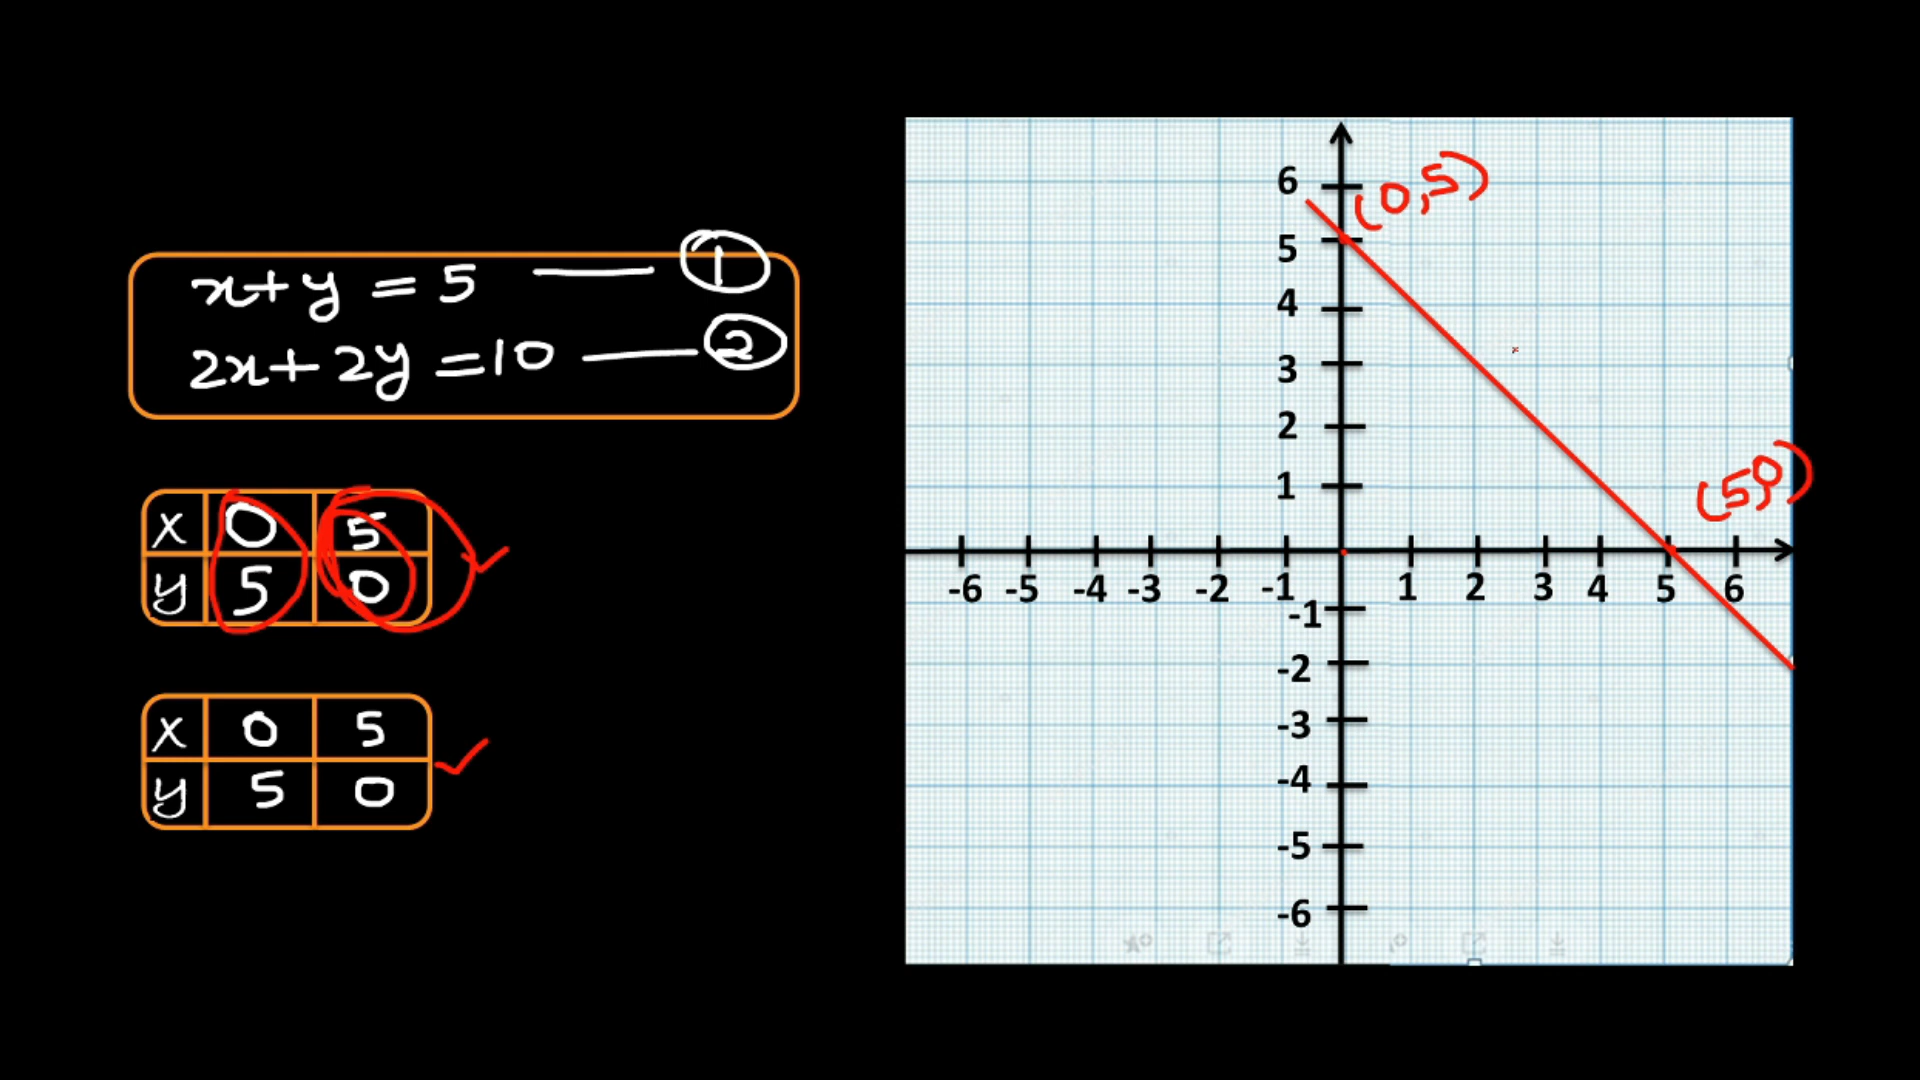 x+y = 5 —— 1
2x+2y = 10 —— 2
x 0 5
y 5 0
x 0 5
y 5 0
6
(0,5)
5
4
3
2
(5,0)
1
-6 -5 -4 -3 -2 -1 1 2 3 4 5 6
-1
-2
-3
-4
-5
-6